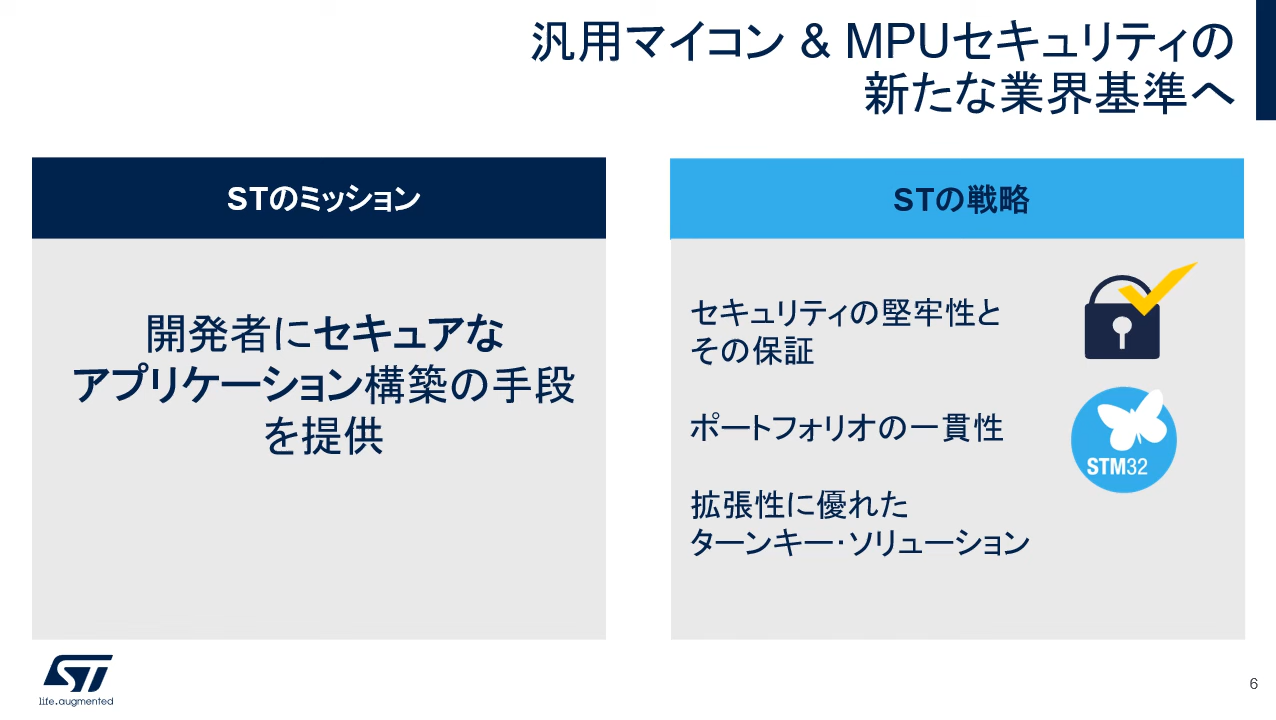 汎用マイコン & MPUセキュリティの
新たな業界基準へ
STのミッション
開発者にセキュアな
アプリケーション構築の手段
を提供
STの戦略
セキュリティの堅牢性と
その保証
ポートフォリオの一貫性
STM32
拡張性に優れた
ターンキー・ソリューション
ST
life.augmented
6